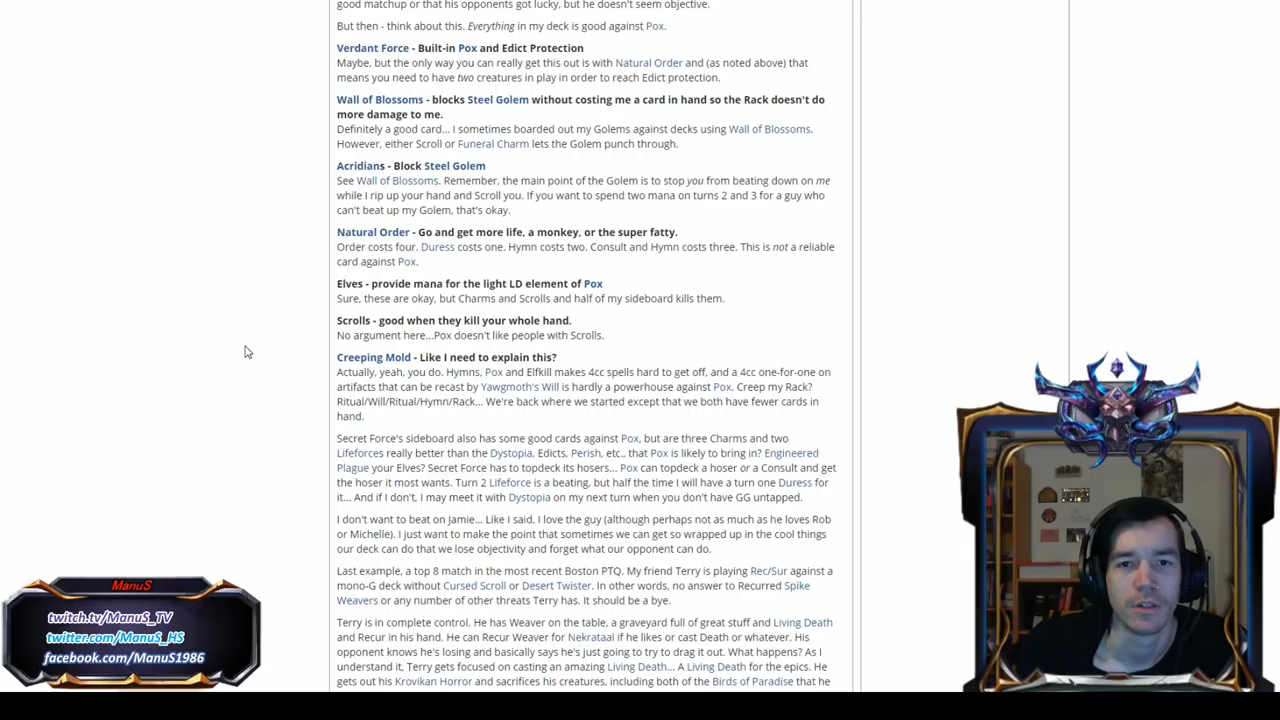 good matchup or that his opponents got lucky, but he doesn't seem objective.
But then - think about this. Everything in my deck is good against Pox.
Verdant Force - Built-in Pox and Edict Protection
Maybe, but the only way you can really get this out is with Natural Order and (as noted above) that
means you need to have two creatures in play in order to reach Edict protection.
Wall of Blossoms - blocks Steel Golem without costing me a card in hand so the Rack doesn't do
more damage to me.
Definitely a good card... I sometimes boarded out my Golems against decks using Wall of Blossoms.
However, either Scroll or Funeral Charm lets the Golem punch through.
Acridians - Block Steel Golem
See Wall of Blossoms. Remember, the main point of the Golem is to stop you from beating down on me
while I rip up your hand and Scroll you. If you want to spend two mana on turns 2 and 3 for a guy who
can't beat up my Golem, that's okay.
Natural Order - Go and get more life, a monkey, or the super fatty.
Order costs four. Duress costs one. Hymn costs two. Consult and Hymn costs three. This is not a reliable
card against Pox.
Elves - provide mana for the light LD element of Pox
Sure, these are okay, but Charms and Scrolls and half of my sideboard kills them.
Scrolls - good when they kill your whole hand.
No argument here...Pox doesn't like people with Scrolls.
Creeping Mold - Like I need to explain this?
Actually, yeah, you do. Hymns, Pox and Elfkill makes 4cc spells hard to get off, and a 4cc one-for-one on
artifacts that can be recast by Yawgmoth's Will is hardly a powerhouse against Pox. Creep my Rack?
Ritual/Will/Ritual/Hymn/Rack... We're back where we started except that we both have fewer cards in
hand.
Secret Force's sideboard also has some good cards against Pox, but are three Charms and two
Lifeforces really better than the Dystopia, Edicts, Perish, etc., that Pox is likely to bring in? Engineered
Plague your Elves? Secret Force has to topdeck its hosers... Pox can topdeck a hoser or a Consult and get
the hoser it most wants. Turn 2 Lifeforce is a beating, but half the time I will have a turn one Duress for
it... And if I don't, I may meet it with Dystopia on my next turn when you don't have GG untapped.
I don't want to beat on Jamie... Like I said, I love the guy (although perhaps not as much as he loves Rob
or Michelle). I just want to make the point that sometimes we can get so wrapped up in the cool things
our deck can do that we lose objectivity and forget what our opponent can do.
Last example, a top 8 match in the most recent Boston PTQ. My friend Terry is playing Rec/Sur against a
mono-G deck without Cursed Scroll or Desert Twister. In other words, no answer to Recurred Spike
Weavers or any number of other threats Terry has. It should be a bye.
Terry is in complete control. He has Weaver on the table, a graveyard full of great stuff and Living Death
and Recur in his hand. He can Recur Weaver for Nekrataal if he likes or cast Death or whatever. His
opponent knows he's losing and basically says he's just going to try to drag it out. What happens? As I
understand it, Terry gets focused on casting an amazing Living Death... A Living Death for the epics. He
gets out his Krovikan Horror and sacrifices his creatures, including both of the Birds of Paradise that he
ManuS
twitch.tv/ManuS_TV
twitter.com/ManuS_HS
facebook.com/ManuS1986